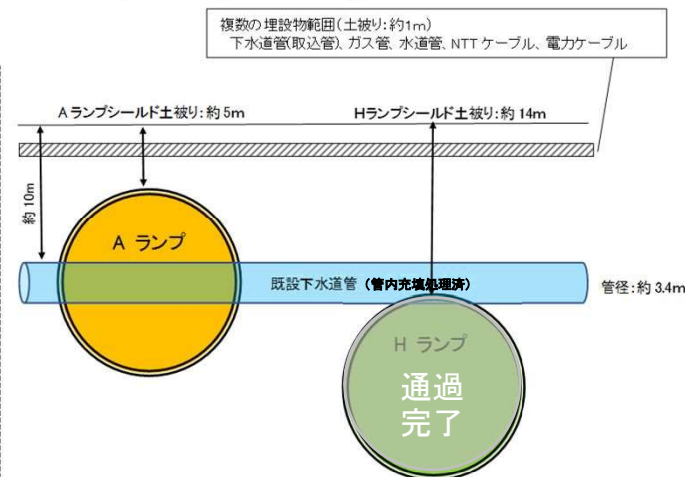 複数の埋設物範囲(土被り:約1m)
下水道管(取込管)、ガス管、水道管、NTTケーブル、電力ケーブル
Aランプシールド土被り:約5m
Hランプシールド土被り:約14m
約10m
A ランプ
既設下水道管 (管内充填処理済)
管径:約3.4m
H ランプ
通過
完了